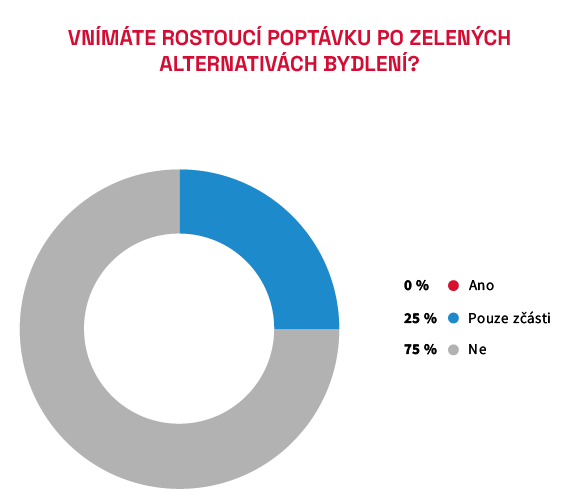 VNÍMÁTE ROSTOUCÍ POPTÁVKU PO ZELENÝCH
ALTERNATIVÁCH BYDLENÍ?
0 % Ano
25 % Pouze zčásti
75 % Ne